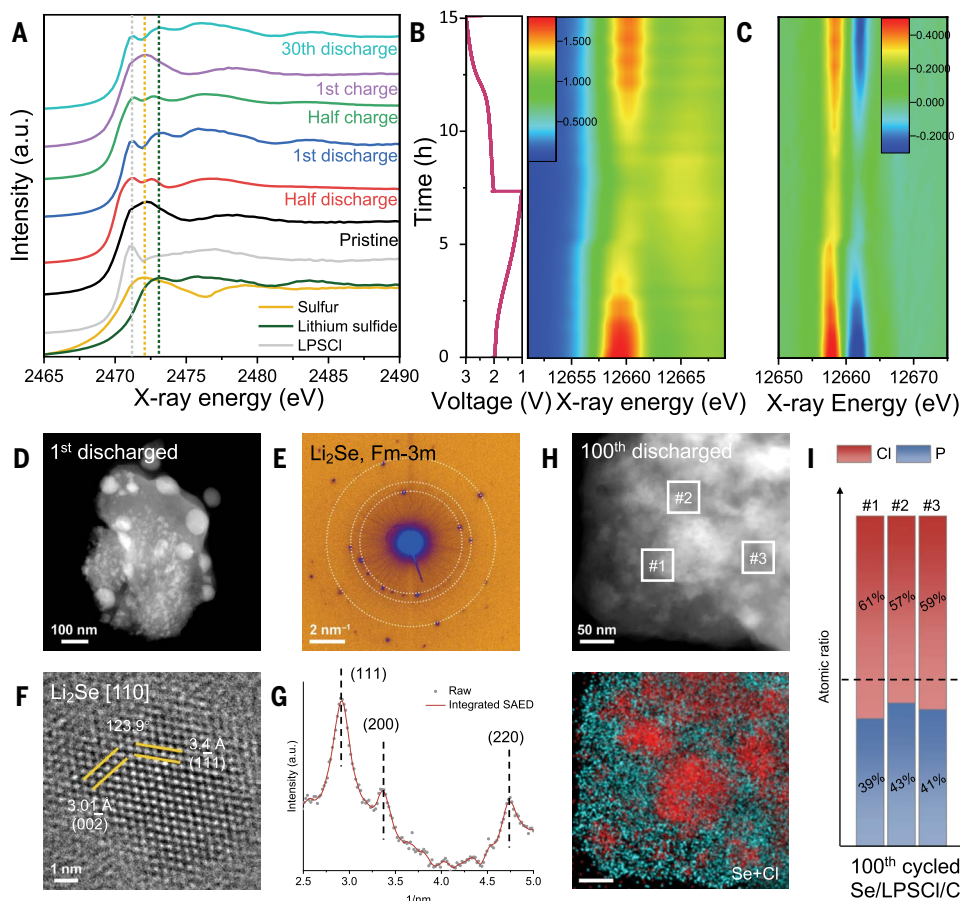 A
30th discharge
1st charge
Half charge
1st discharge
Half discharge
Pristine
Sulfur
Lithium sulfide
LPSCl
Intensity (a.u.)
2465 2470 2475 2480 2485 2490
X-ray energy (eV)
B
15
10
5
0
Time (h)
3 2 1
Voltage (V)
1.500
1.000
0.5000
12655 12660 12665
X-ray energy (eV)
C
0.4000
0.2000
0.000
-0.2000
12650 12660 12670
X-ray Energy (eV)
D
1st discharged
100 nm
E
Li2Se, Fm-3m
2 nm⁻¹
H
100th discharged
#2
#1
#3
50 nm
Se+Cl
I
Cl P
#1 #2 #3
61% 57% 59%
39% 43% 41%
Atomic ratio
100th cycled
Se/LPSCl/C
F
Li2Se [110]
123.9°
3.4 Å
(1̄11̄)
3.01 Å
(002̄)
1 nm
G
(111)
(200)
(220)
Raw
Integrated SAED
Intensity (a.u.)
2.5 3.0 3.5 4.0 4.5 5.0
1/nm